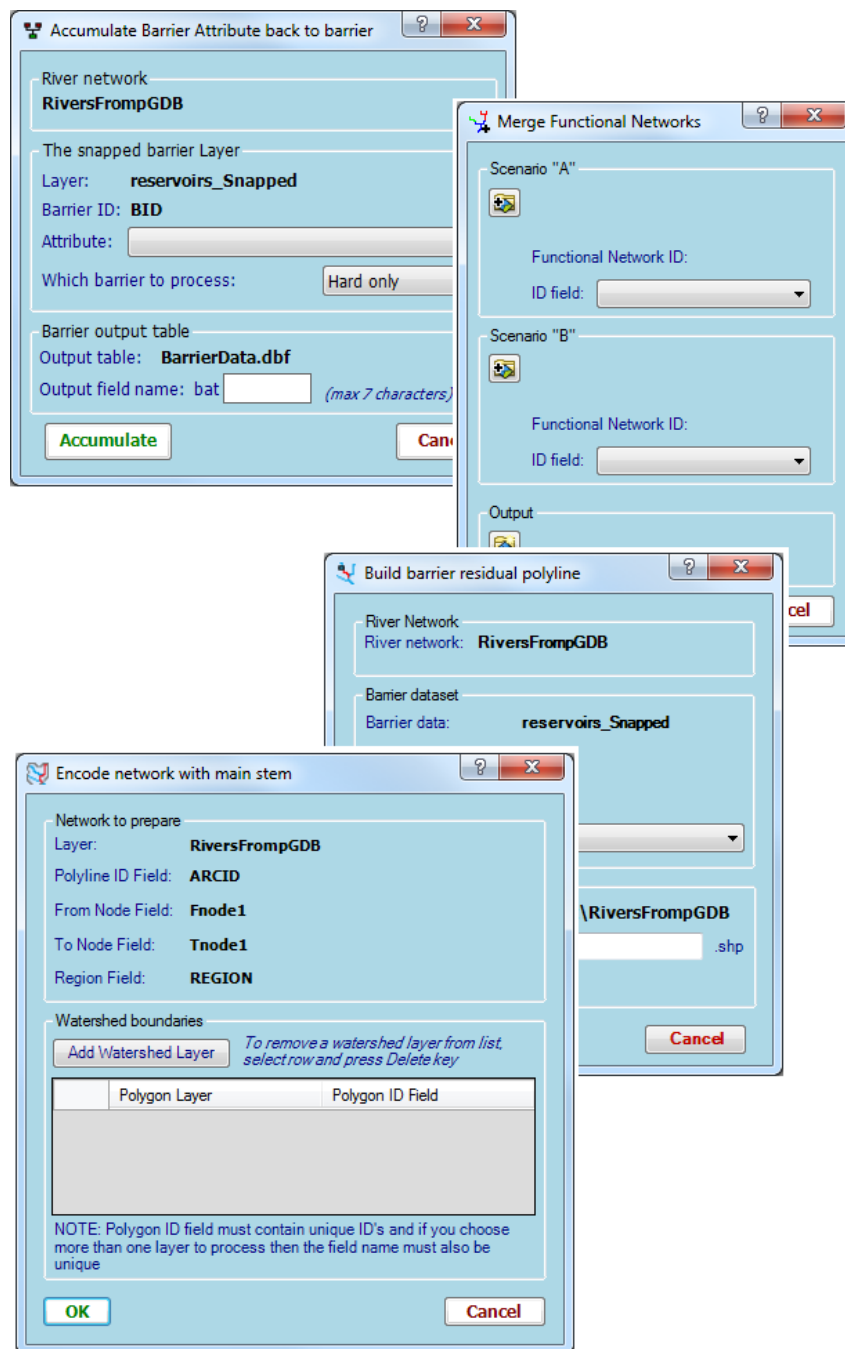 Accumulate Barrier Attribute back to barrier
River network
RiversFrompGDB
The snapped barrier Layer
Layer: reservoirs_Snapped
Barrier ID: BID
Attribute:
Which barrier to process: Hard only
Barrier output table
Output table: BarrierData.dbf
Output field name: bat (max 7 characters)
Accumulate
Merge Functional Networks
Scenario "A"
Functional Network ID:
ID field:
Scenario "B"
Functional Network ID:
ID field:
Output
Build barrier residual polyline
River Network
River network: RiversFrompGDB
Barrier dataset
Barrier data: reservoirs_Snapped
\RiversFrompGDB
.shp
Cancel
Encode network with main stem
Network to prepare
Layer: RiversFrompGDB
Polyline ID Field: ARCID
From Node Field: Fnode1
To Node Field: Tnode1
Region Field: REGION
Watershed boundaries
Add Watershed Layer To remove a watershed layer from list,
select row and press Delete key
Polygon Layer Polygon ID Field
NOTE: Polygon ID field must contain unique ID's and if you choose
more than one layer to process then the field name must also be
unique
OK Cancel